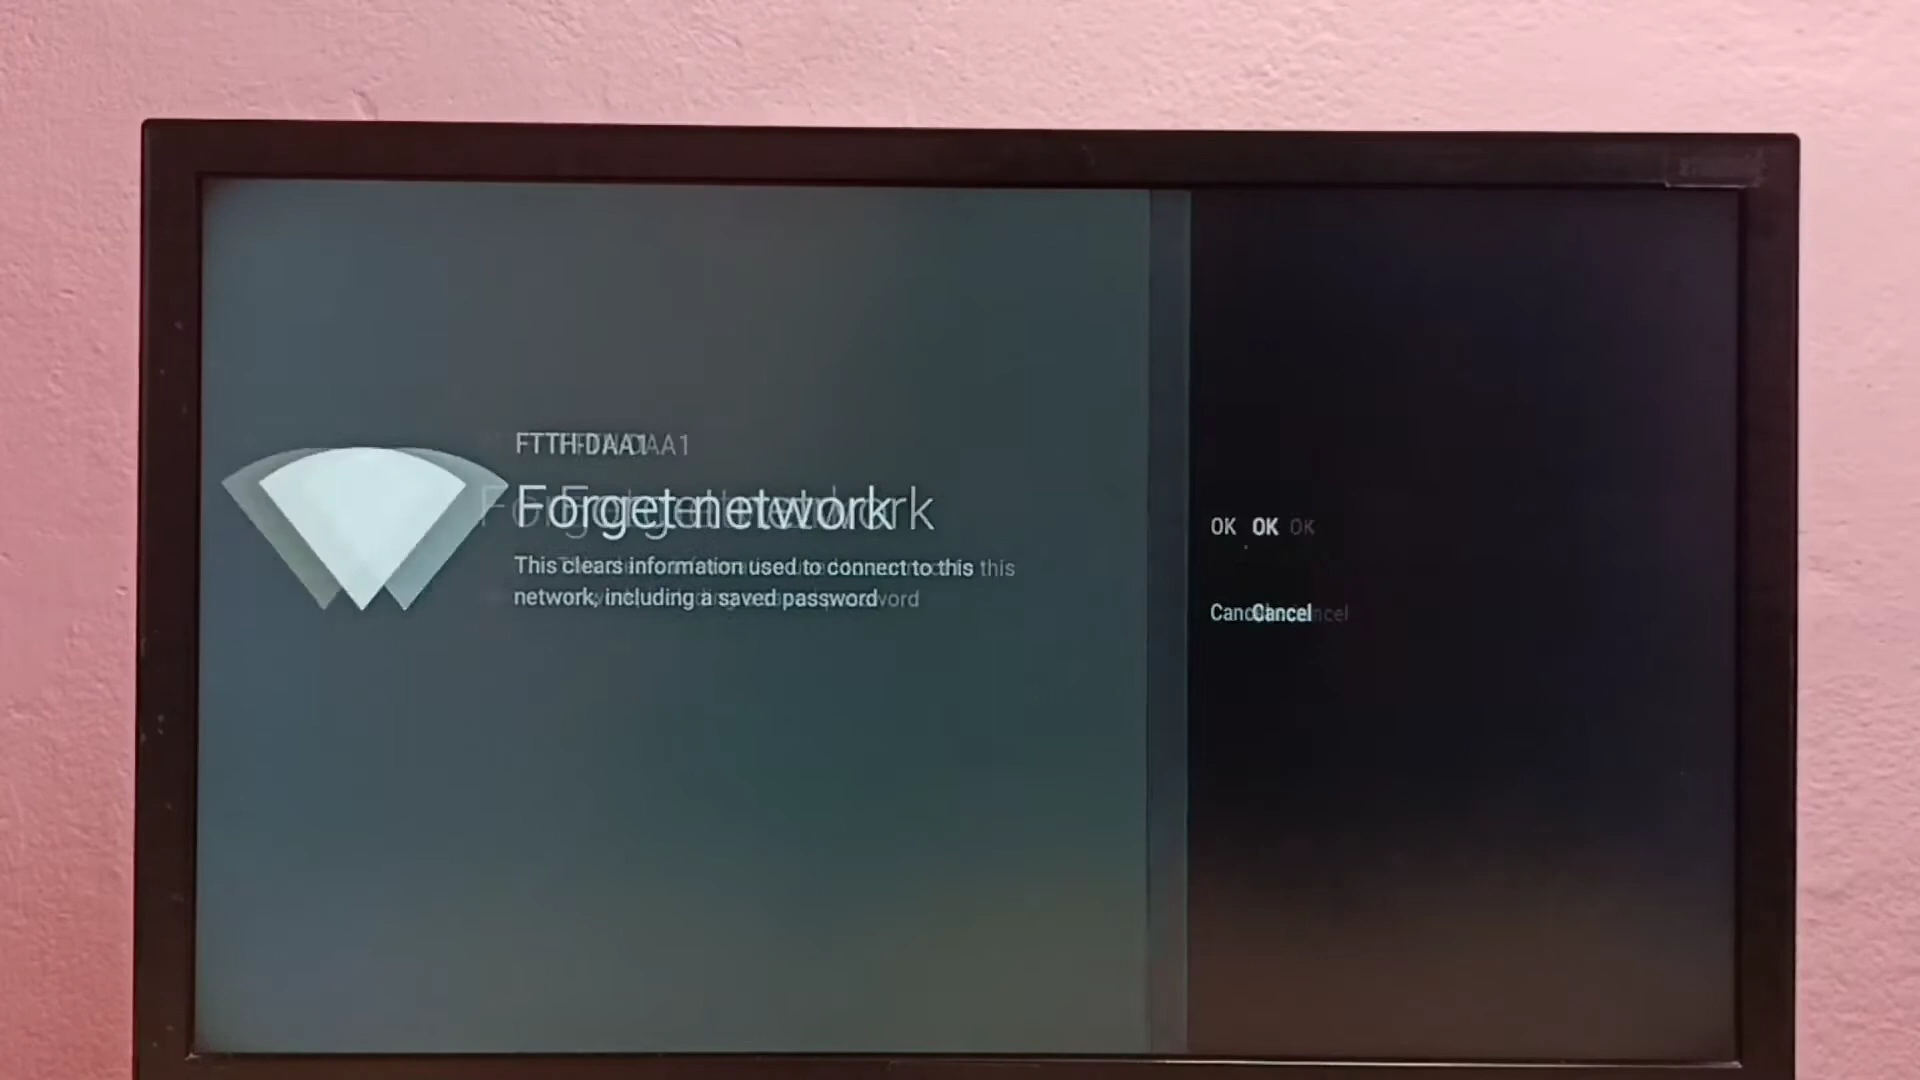 FTTH-DAA1
Forget network
This clears information used to connect to this
network, including a saved password
OK
Cancel